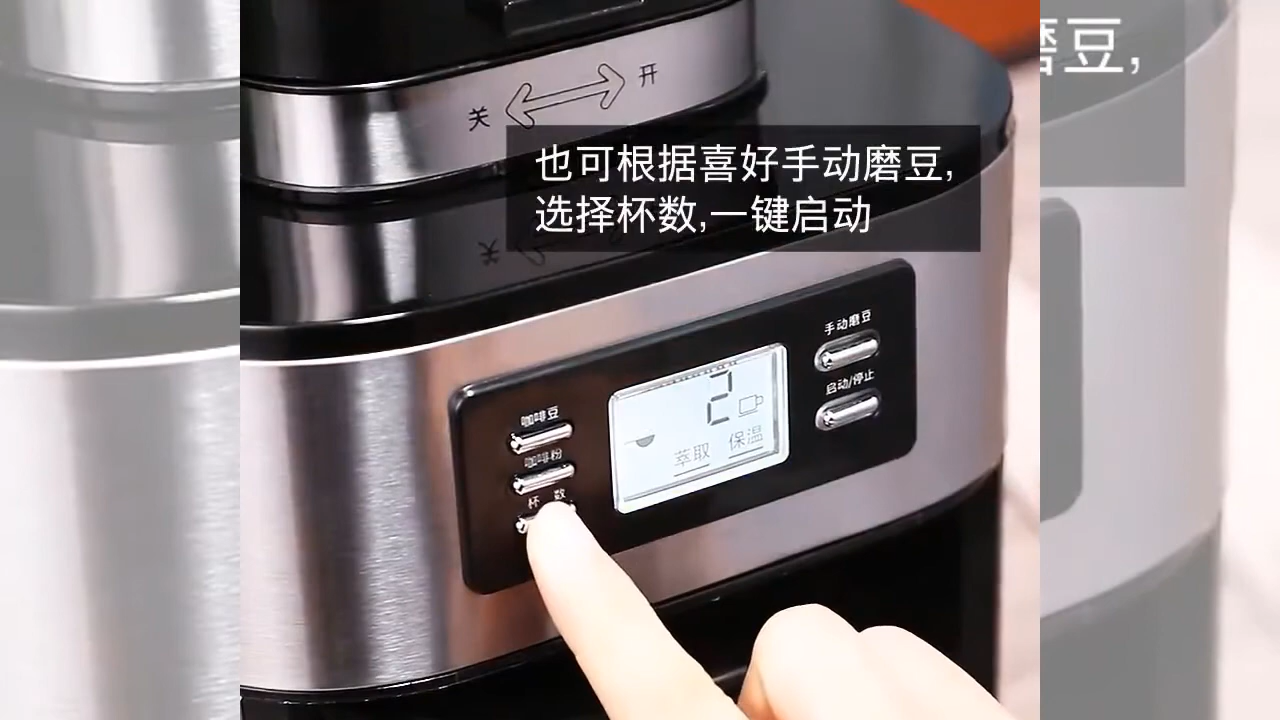 关 开
也可根据喜好手动磨豆,
选择杯数,一键启动
咖啡豆
咖啡粉
杯 数
2
萃取 保温
手动磨豆
启动/停止
豆,